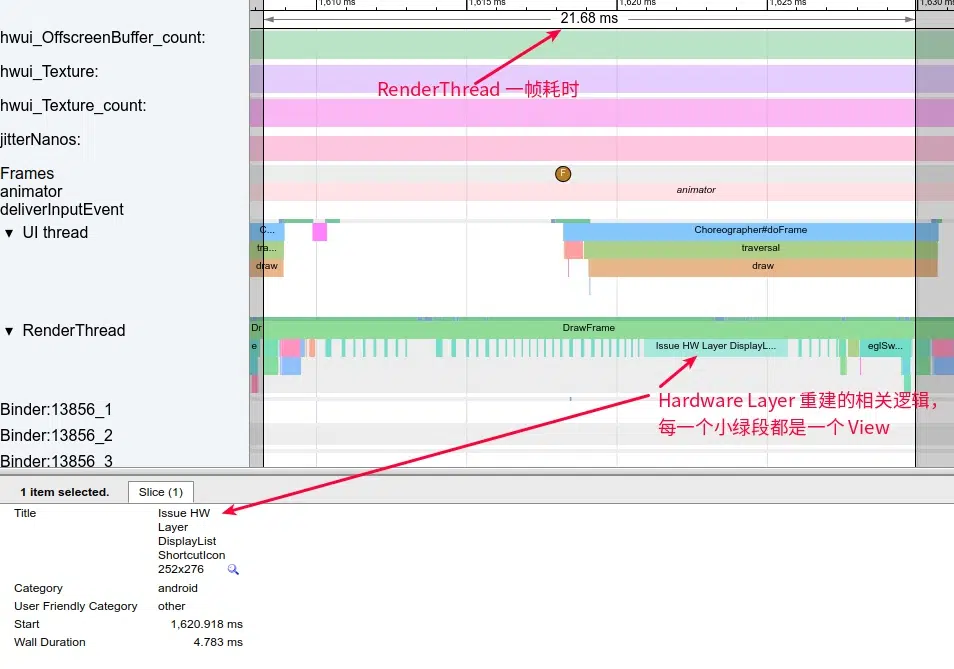 1,610 ms
1,615 ms
1,620 ms
1,625 ms
1,630 ms
21.68 ms
hwui_OffscreenBuffer_count:
hwui_Texture:
RenderThread 一帧耗时
hwui_Texture_count:
jitterNanos:
Frames
F
animator
animator
deliverInputEvent
UI thread
C...
Choreographer#doFrame
tra...
traversal
draw
draw
RenderThread
Dr
DrawFrame
e
Issue HW Layer DisplayL...
eglSw...
Hardware Layer 重建的相关逻辑，
每一个小绿段都是一个 View
Binder:13856_1
Binder:13856_2
Binder:13856_3
1 item selected.
Slice (1)
Title
Issue HW
Layer
DisplayList
ShortcutIcon
252x276
Category
android
User Friendly Category
other
Start
1,620.918 ms
Wall Duration
4.783 ms